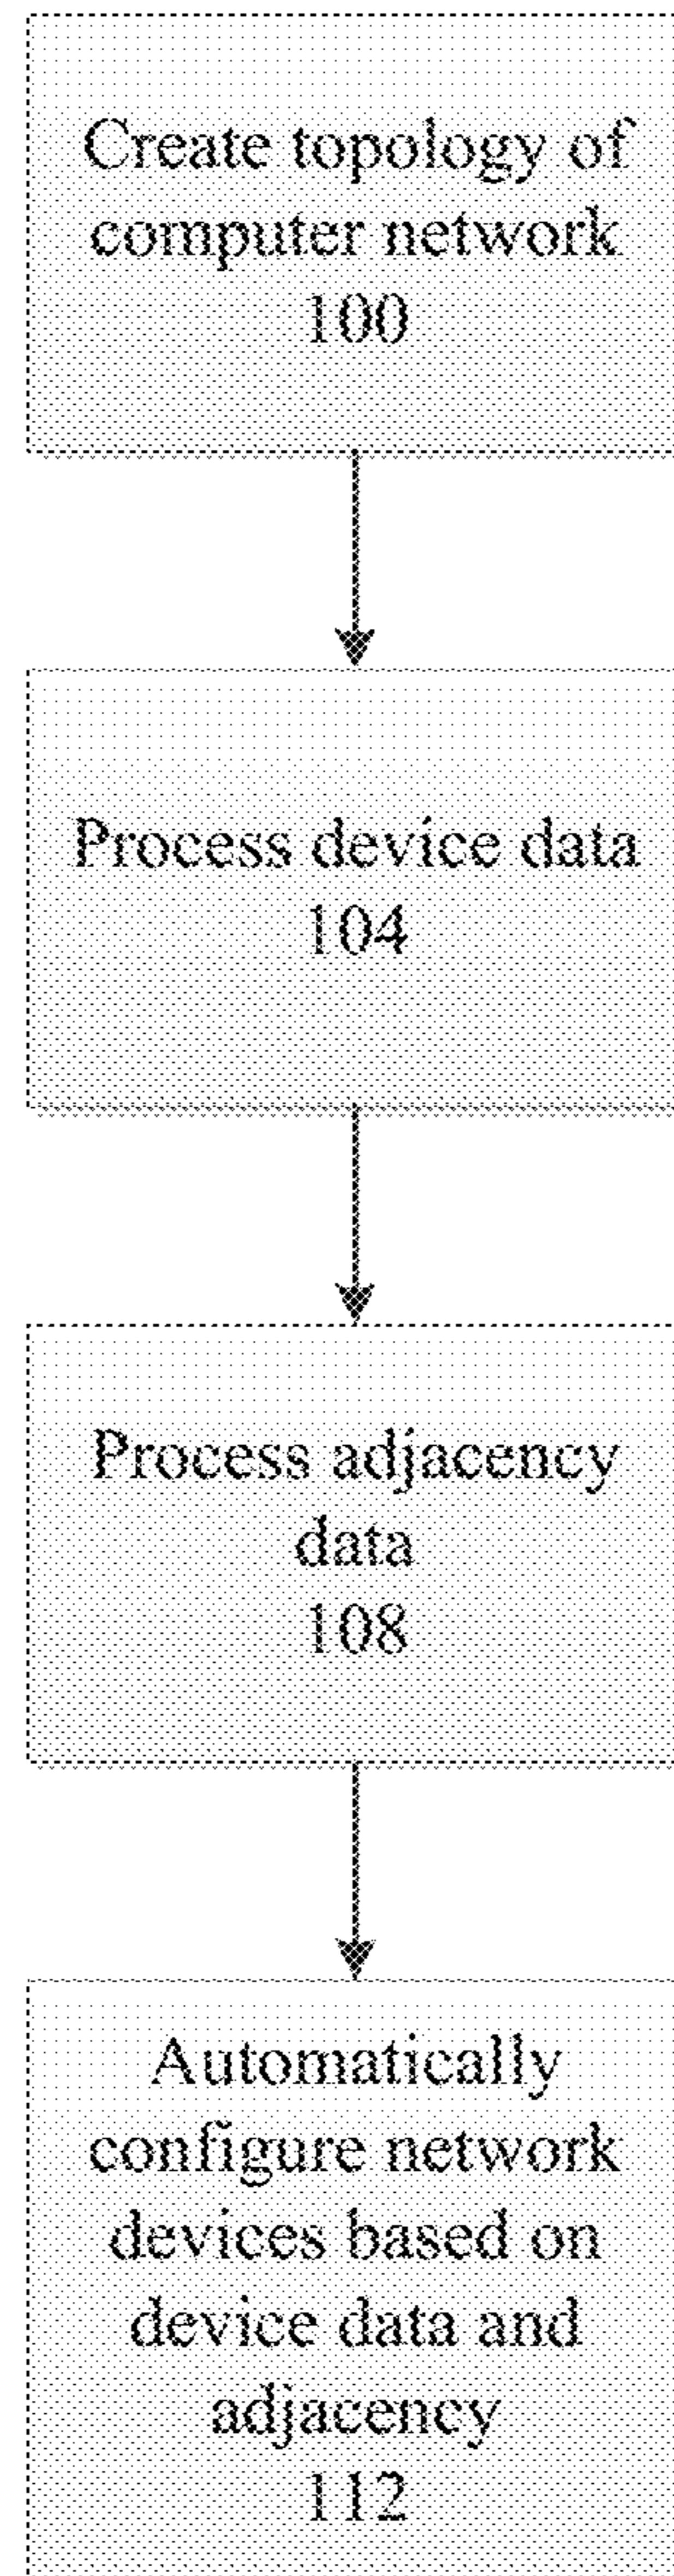 Create topology of
computer network
100
Process device data
104
Process adjacency
data
108
Automatically
configure network
devices based on
device data and
adjacency
112